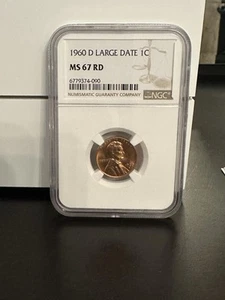 1960 D LARGE DATE 1C
MS 67 RD
6779374-090
NUMISMATIC GUARANTY COMPANY
NGC